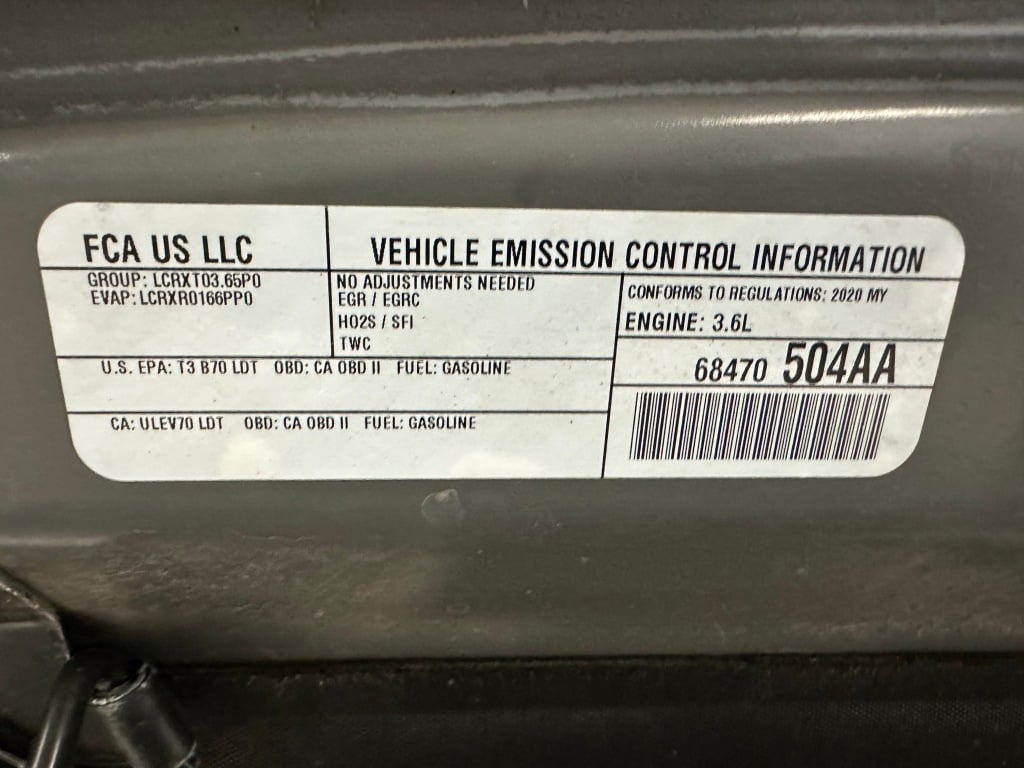 FCA US LLC
VEHICLE EMISSION CONTROL INFORMATION
GROUP: LCRXT03.65P0
EVAP: LCRXR0166PP0
NO ADJUSTMENTS NEEDED
EGR / EGRC
HO2S / SFI
TWC
CONFORMS TO REGULATIONS: 2020 MY
ENGINE: 3.6L
68470 504AA
U.S. EPA: T3 B70 LDT OBD: CA OBD II FUEL: GASOLINE
CA: ULEV70 LDT OBD: CA OBD II FUEL: GASOLINE